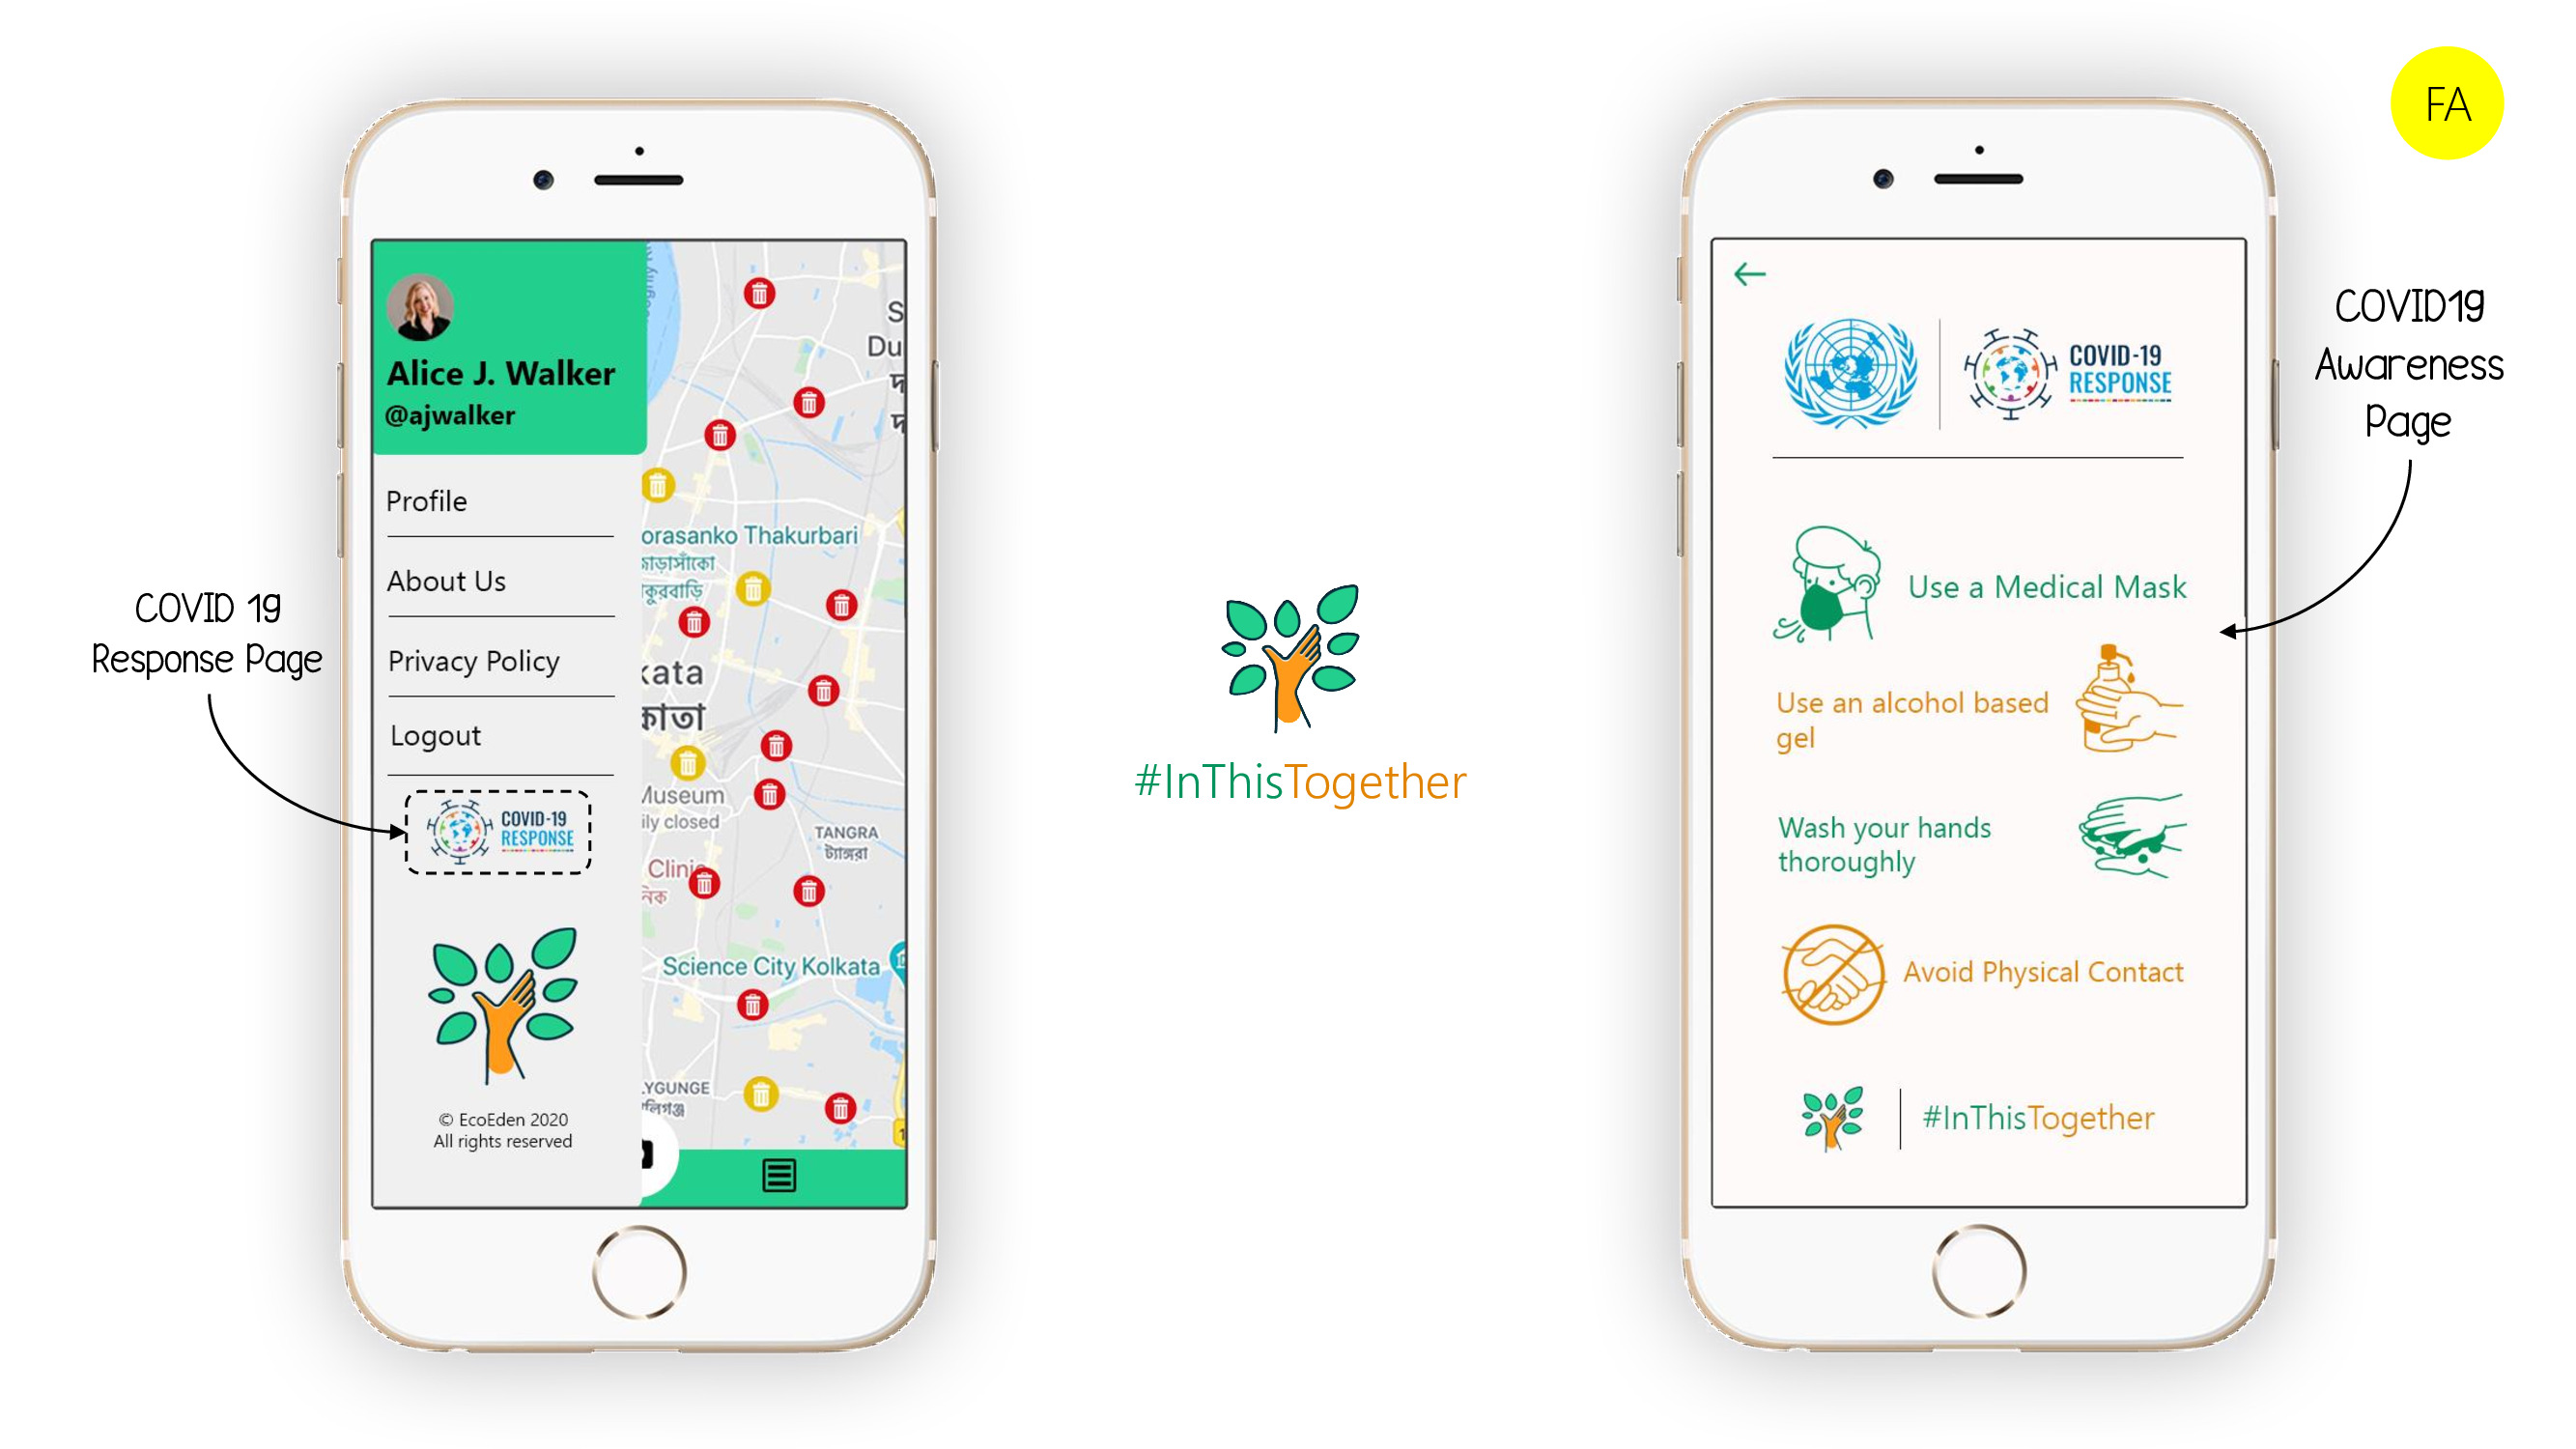 FA
COVID 19
Response Page
Alice J. Walker
@ajwalker
Profile
About Us
Privacy Policy
Logout
COVID-19
RESPONSE
© EcoEden 2020
All rights reserved
S
Du
orasanko Thakurbari
kata
Museum
ily closed
TANGRA
ট্যাঙ্গরা
Clinic
নিক
Science City Kolkata
LYGUNGE
#InThisTogether
COVID-19
RESPONSE
Use a Medical Mask
Use an alcohol based
gel
Wash your hands
thoroughly
Avoid Physical Contact
#InThisTogether
COVID19
Awareness
Page